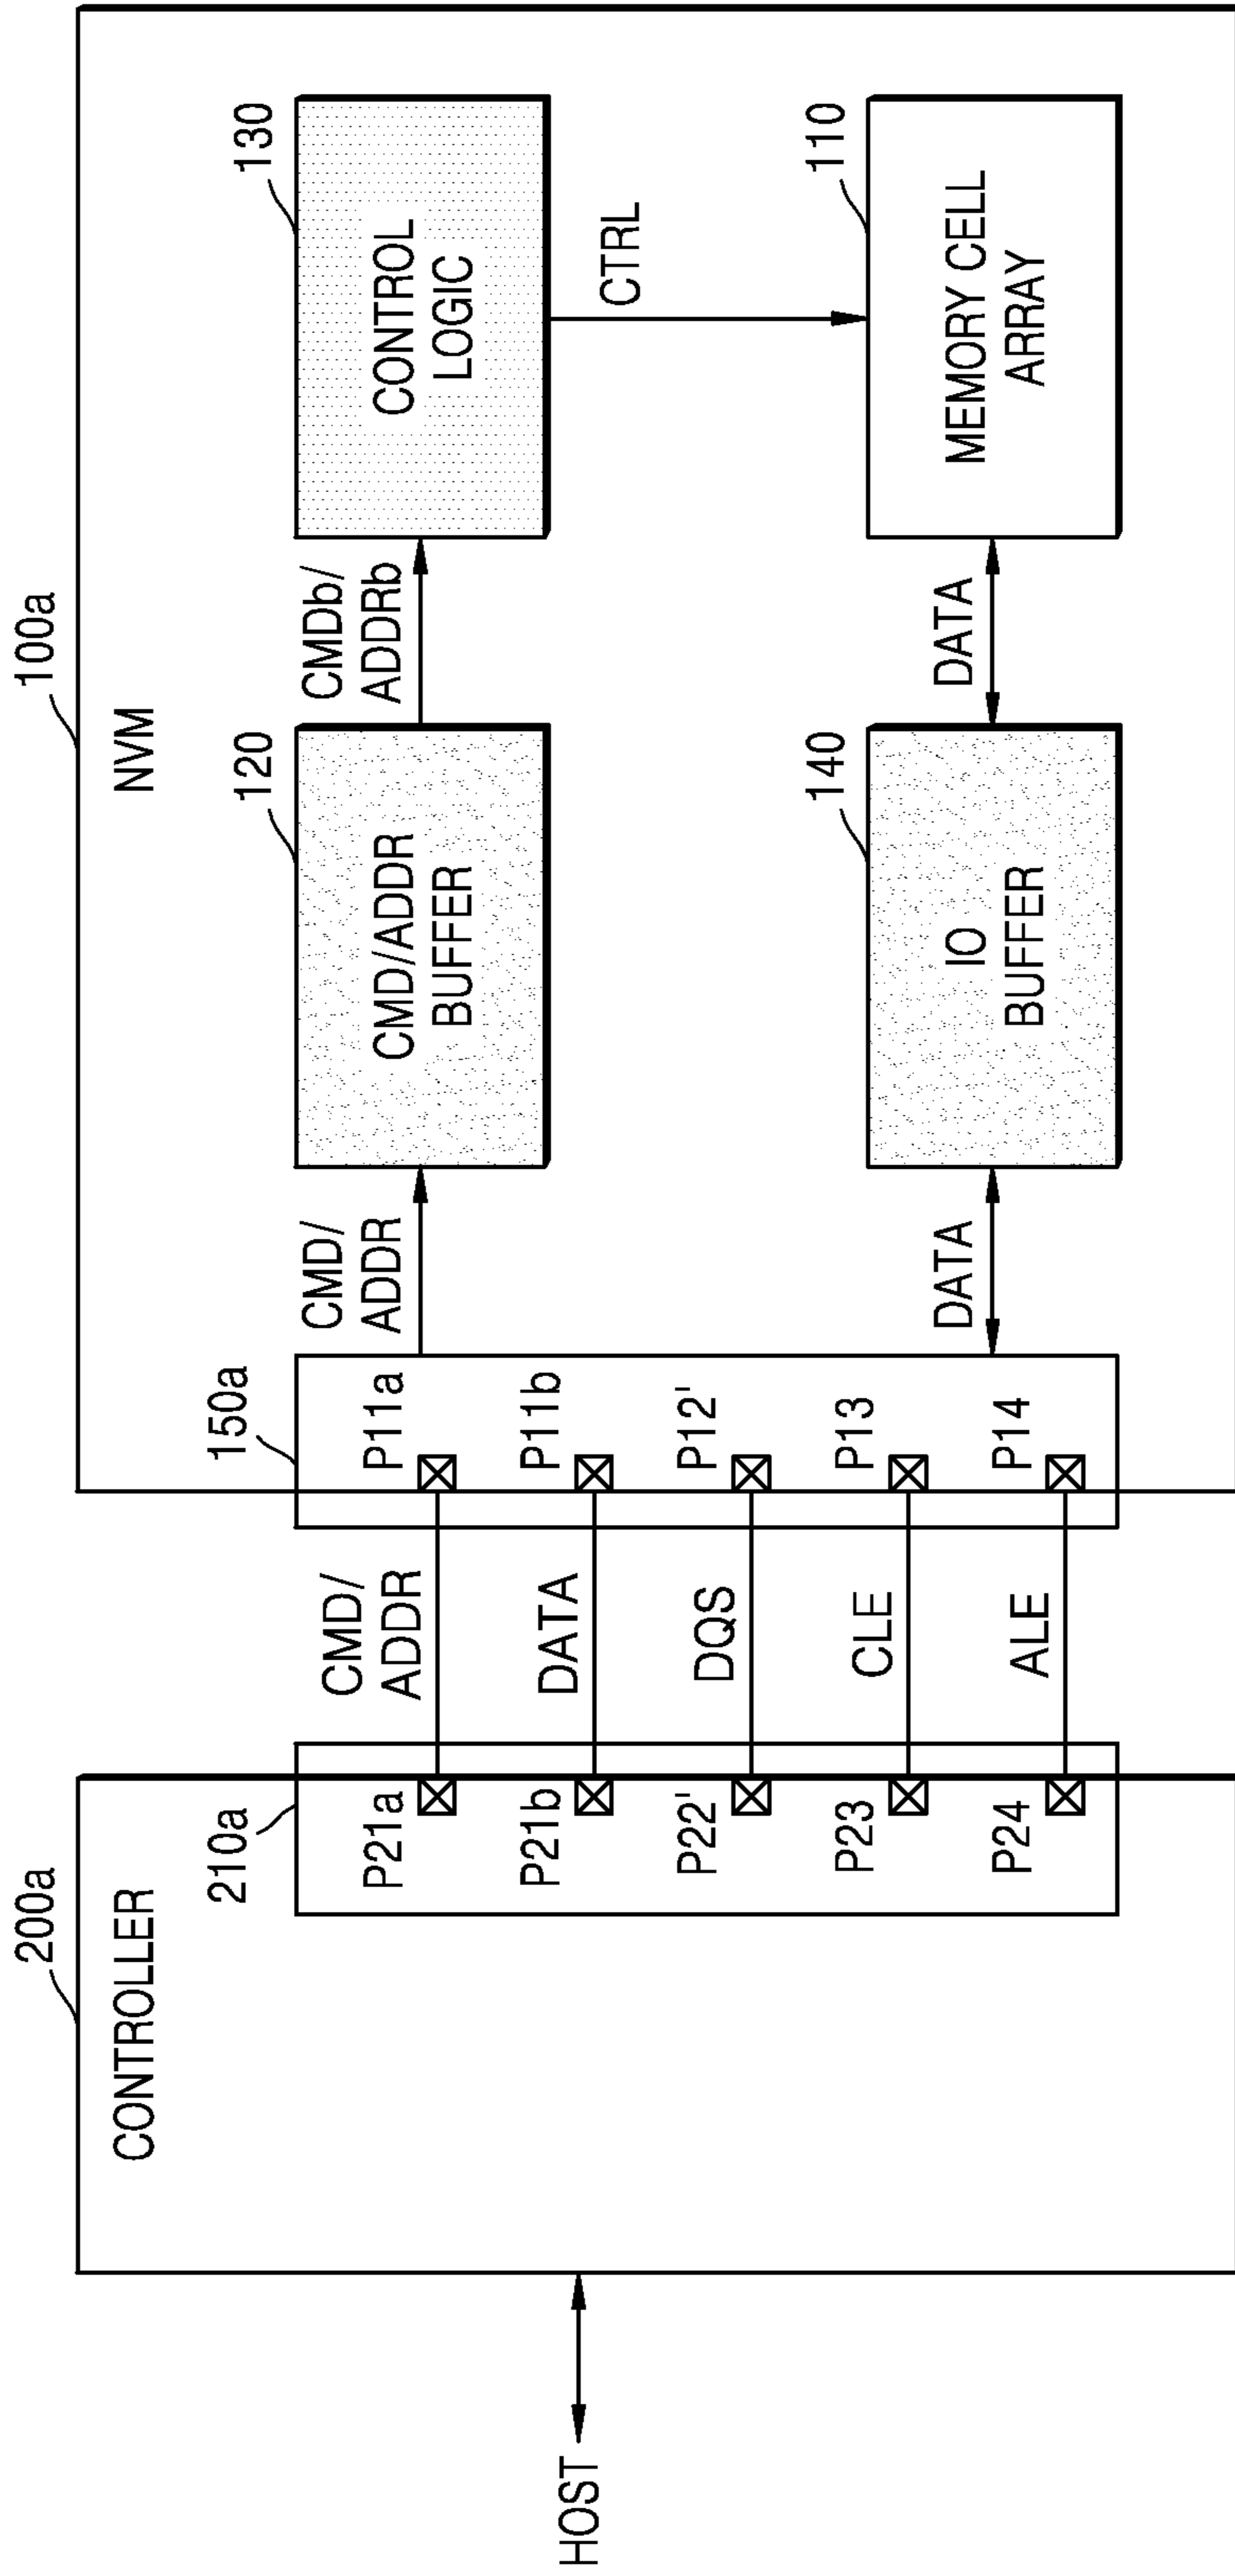 200a
100a
CONTROLLER
NVM
210a
150a
120
130
P21a
CMD/
ADDR
P11a
CMD/
ADDR
CMD/ADDR
BUFFER
CMDb/
ADDRb
CONTROL
LOGIC
P21b
DATA
P11b
HOST
CTRL
P22'
DQS
P12'
140
110
P23
CLE
P13
DATA
IO
BUFFER
DATA
MEMORY CELL
ARRAY
P24
ALE
P14